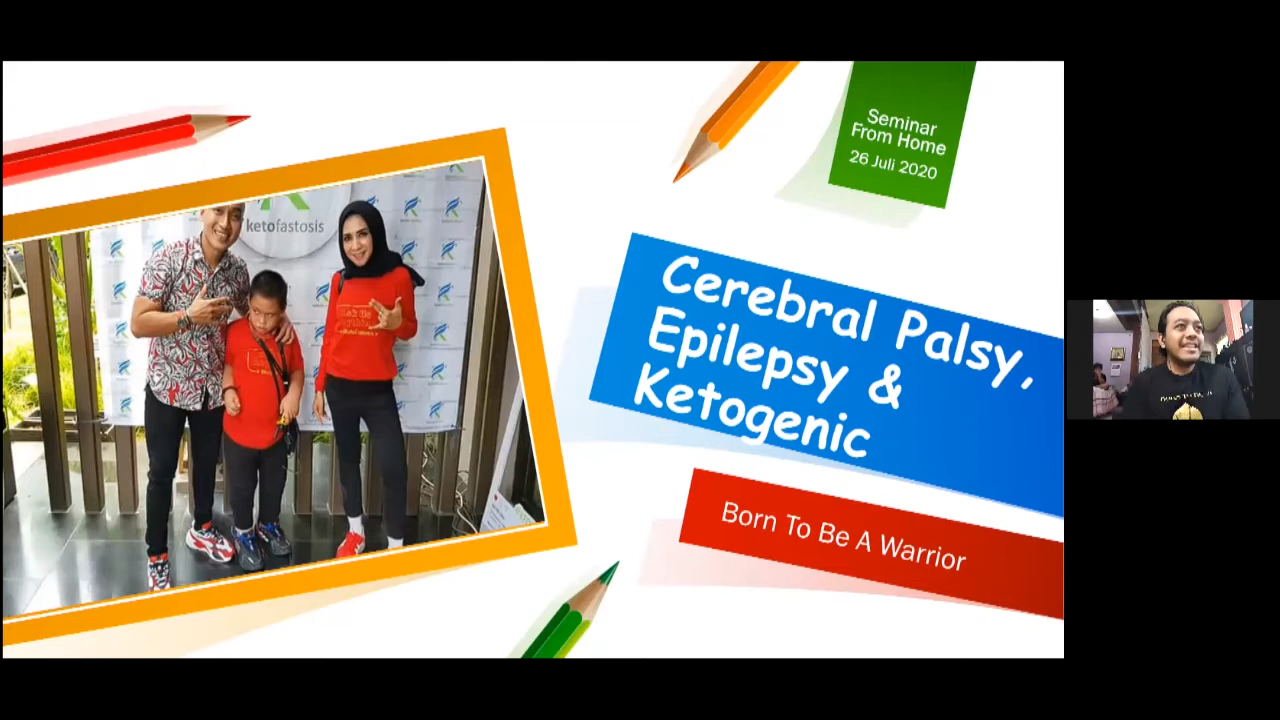 Seminar
From Home
26 Juli 2020
ketofastosis
Cerebral Palsy,
Epilepsy &
Ketogenic
Born To Be A Warrior